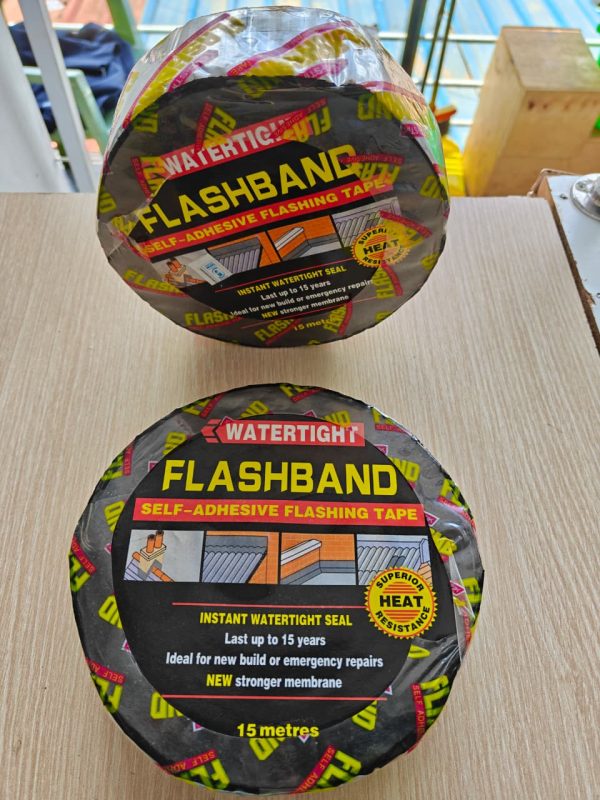 WATERTIGHT
FLASHBAND
SELF-ADHESIVE FLASHING TAPE
SUPERIOR
HEAT
RESISTANCE
INSTANT WATERTIGHT SEAL
Last up to 15 years
Ideal for new build or emergency repairs
NEW stronger membrane
15 metres
WATERTIGHT
FLASHBAND
SELF-ADHESIVE FLASHING TAPE
SUPERIOR
HEAT
RESISTANCE
INSTANT WATERTIGHT SEAL
Last up to 15 years
Ideal for new build or emergency repairs
NEW stronger membrane
15 metres